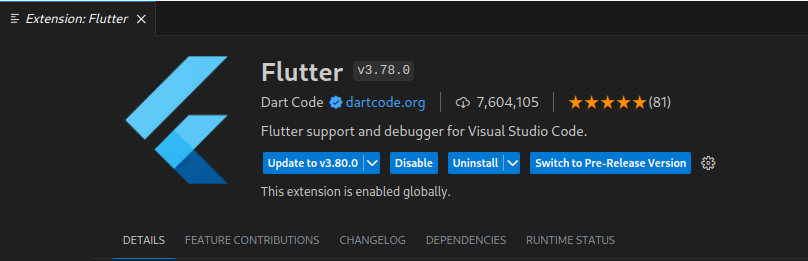 Extension: Flutter
Flutter v3.78.0
Dart Code dartcode.org 7,604,105 (81)
Flutter support and debugger for Visual Studio Code.
Update to v3.80.0 Disable Uninstall Switch to Pre-Release Version
This extension is enabled globally.
DETAILS FEATURE CONTRIBUTIONS CHANGELOG DEPENDENCIES RUNTIME STATUS